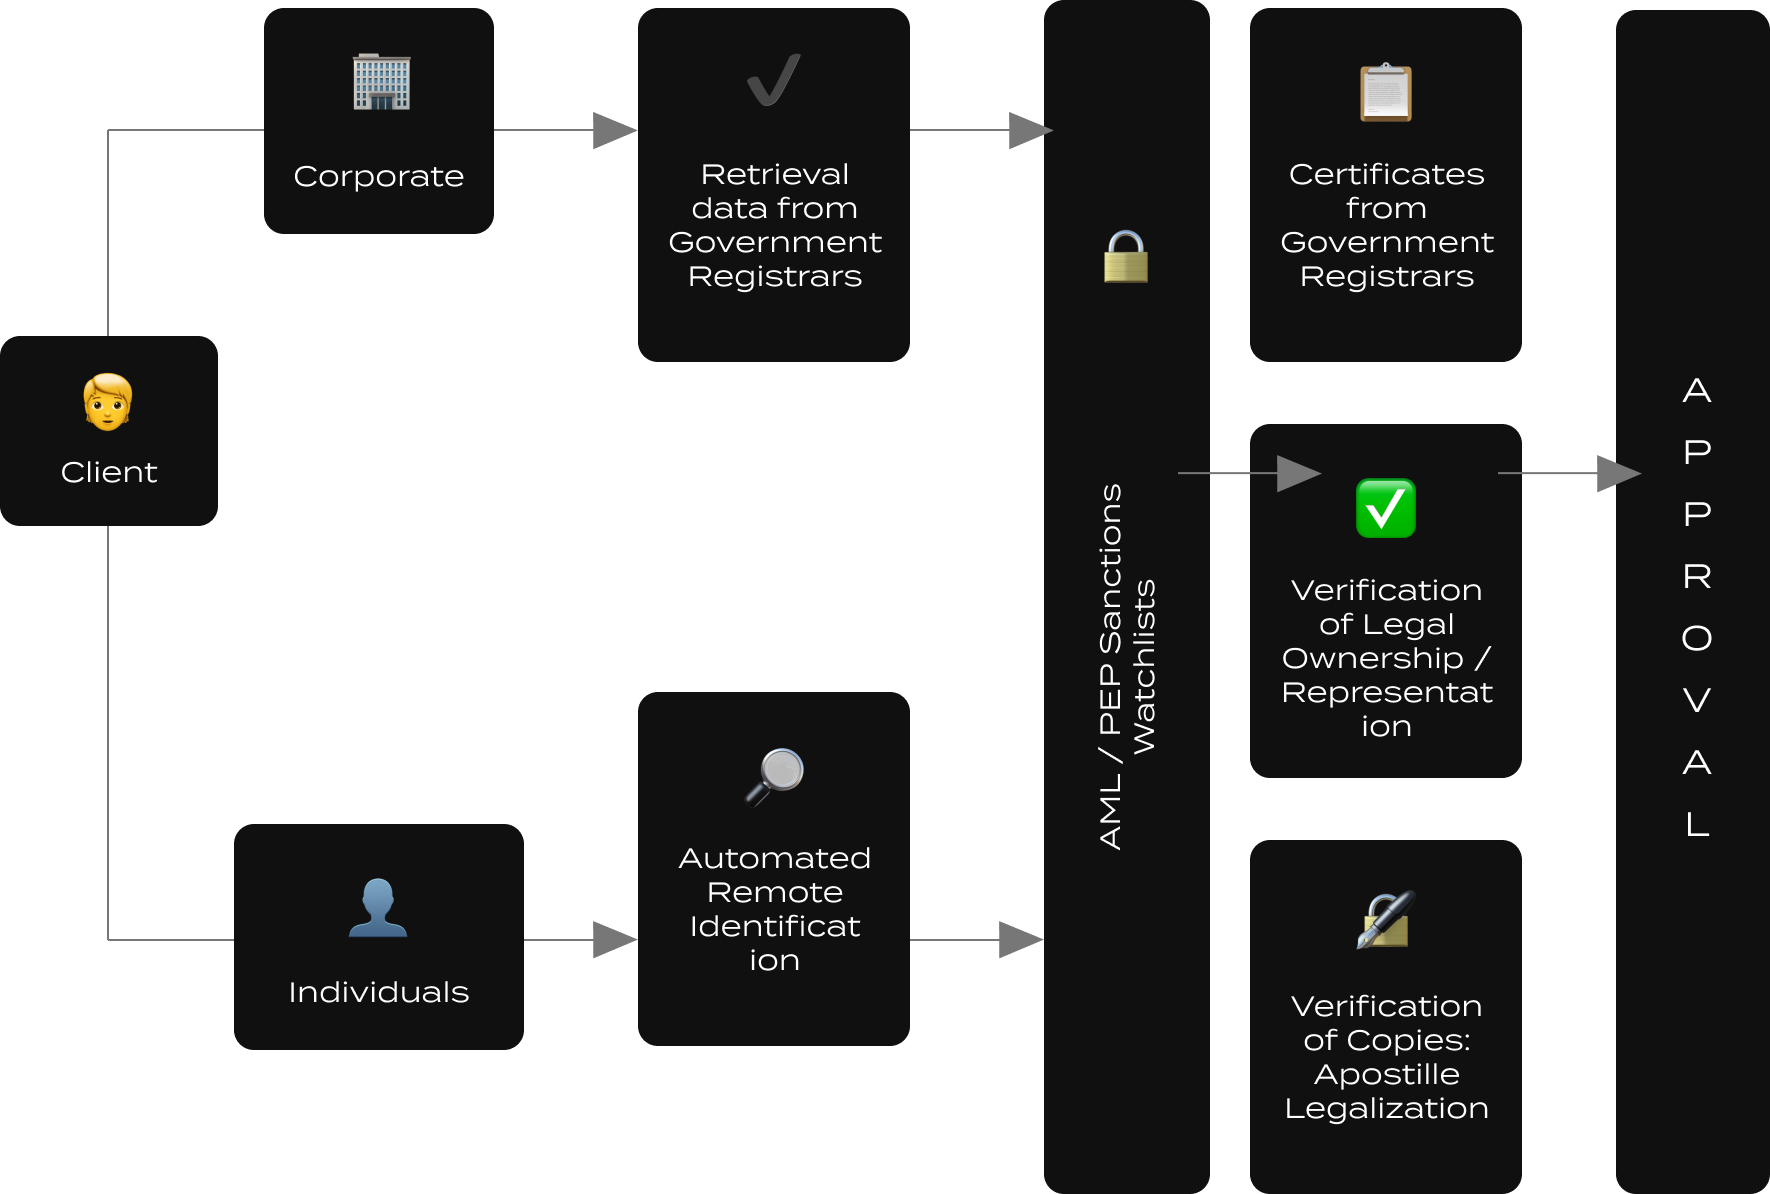 Client
Corporate
Retrieval
data from
Government
Registrars
Individuals
Automated
Remote
Identificat
ion
AML / PEP Sanctions
Watchlists
Certificates
from
Government
Registrars
Verification
of Legal
Ownership /
Representat
ion
Verification
of Copies:
Apostille
Legalization
A
P
P
R
O
V
A
L